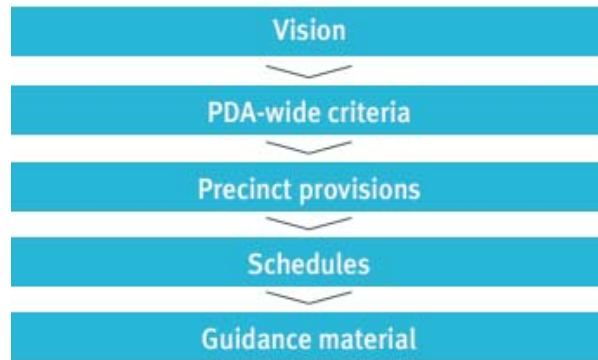 Vision
PDA-wide criteria
Precinct provisions
Schedules
Guidance material